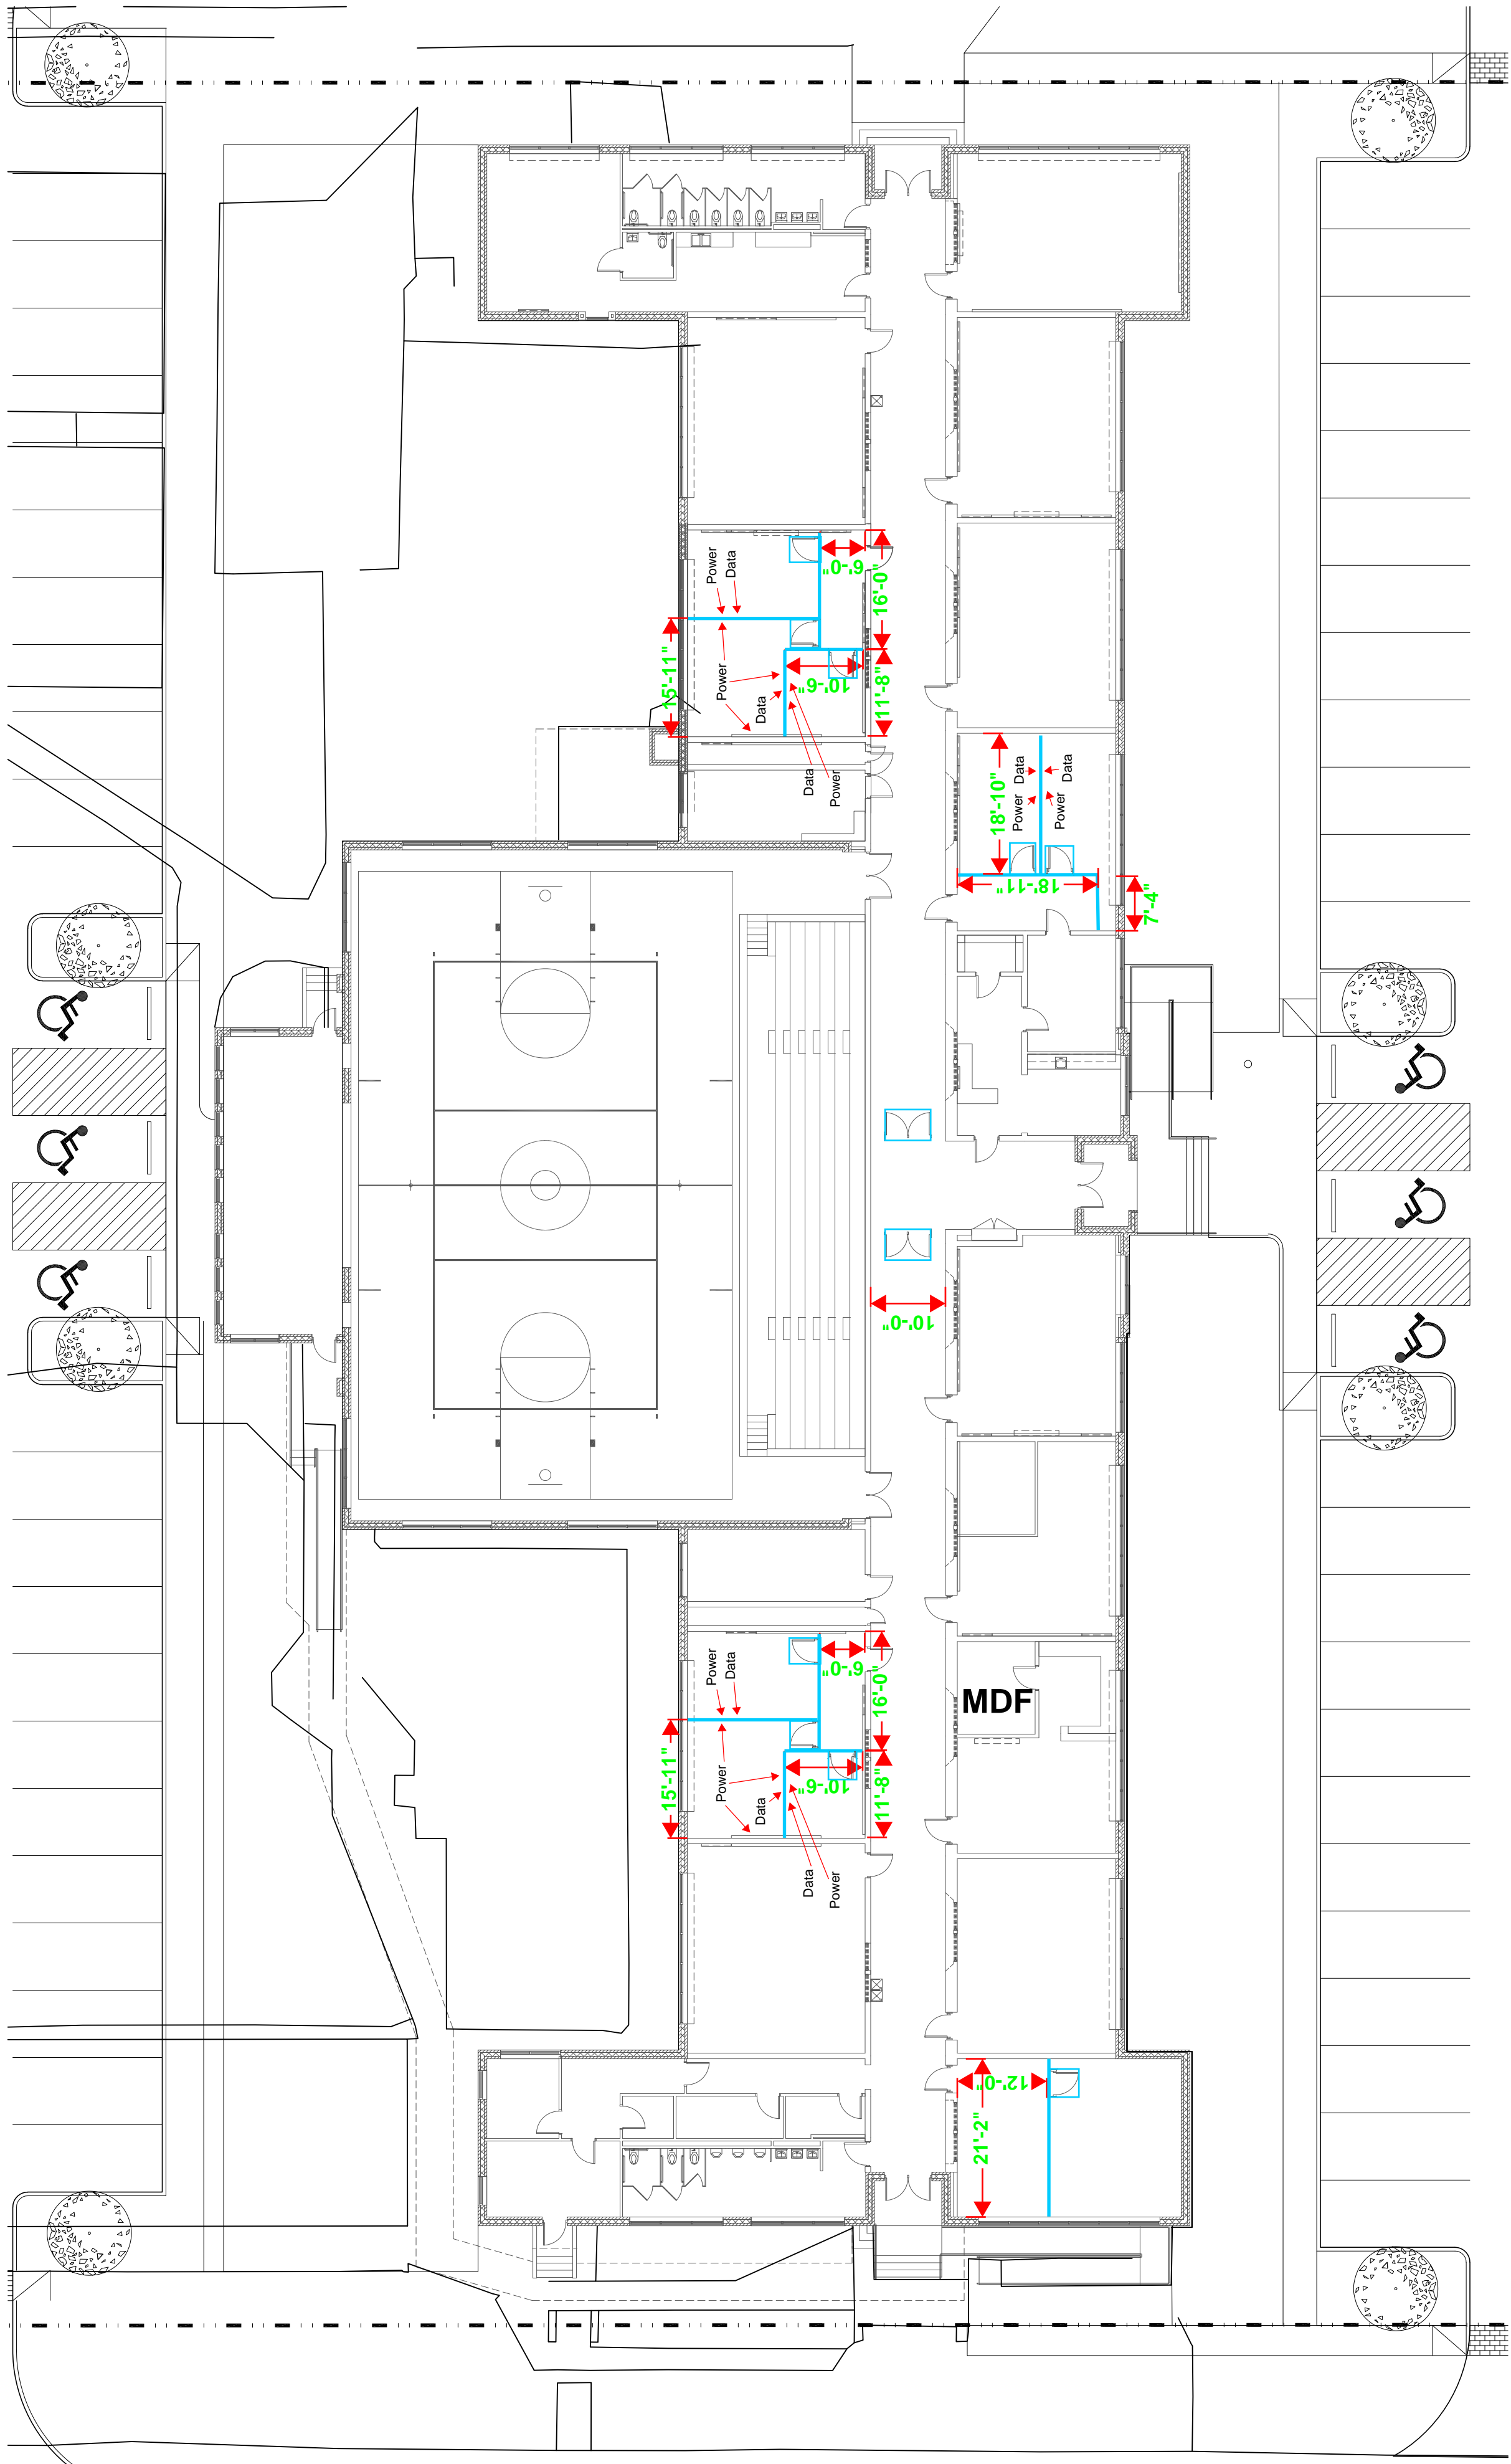 Power
Data
6'-0"
16'-0"
15'-11"
Power
10'-6"
11'-8"
Data
Data
Power
18'-10"
Data
Data
Power
Power
18'-11"
7'-4"
10'-0"
Power
Data
6'-0"
16'-0"
MDF
15'-11"
Power
10'-6"
11'-8"
Data
Data
Power
12'-0"
21'-2"